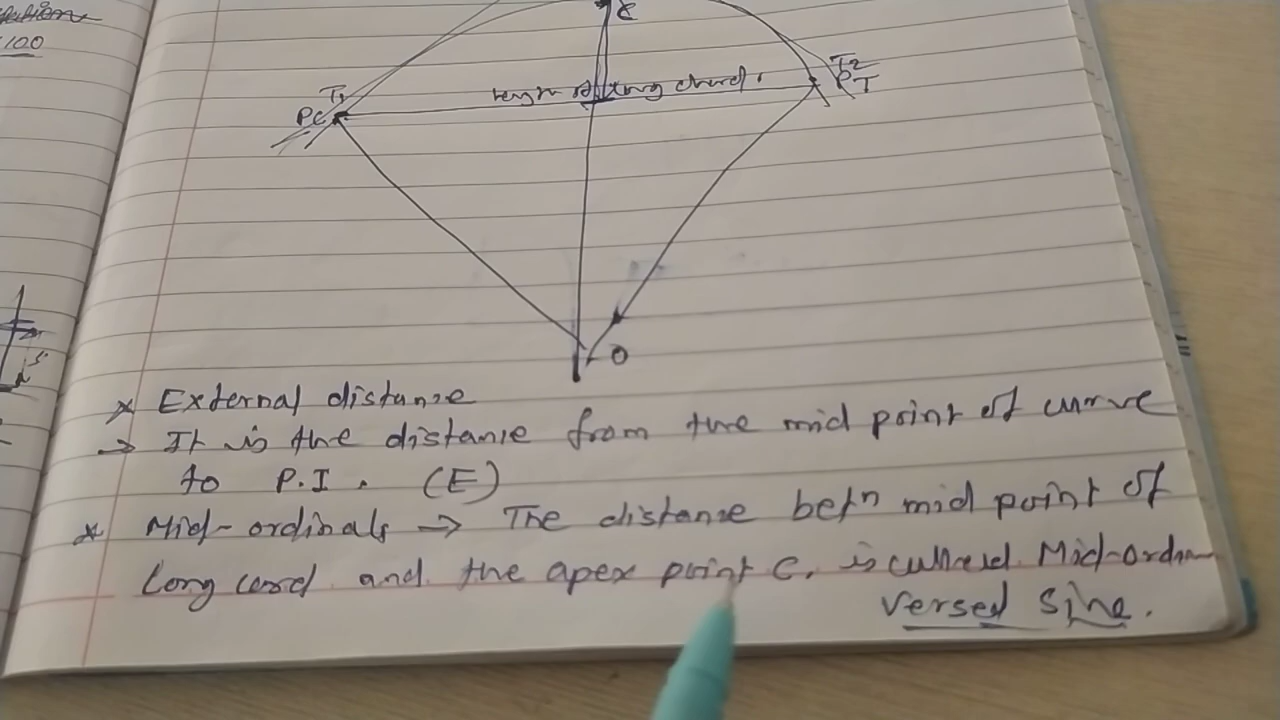 100
C
T2
PT
T1
PC
long chord.
O
* External distance
→ It is the distance from the mid point of curve
to P.I. (E)
* Mid-ordinals → The distance betn mid point of
Long cord and the apex point C. is called Mid-ordin
Versed Sine.